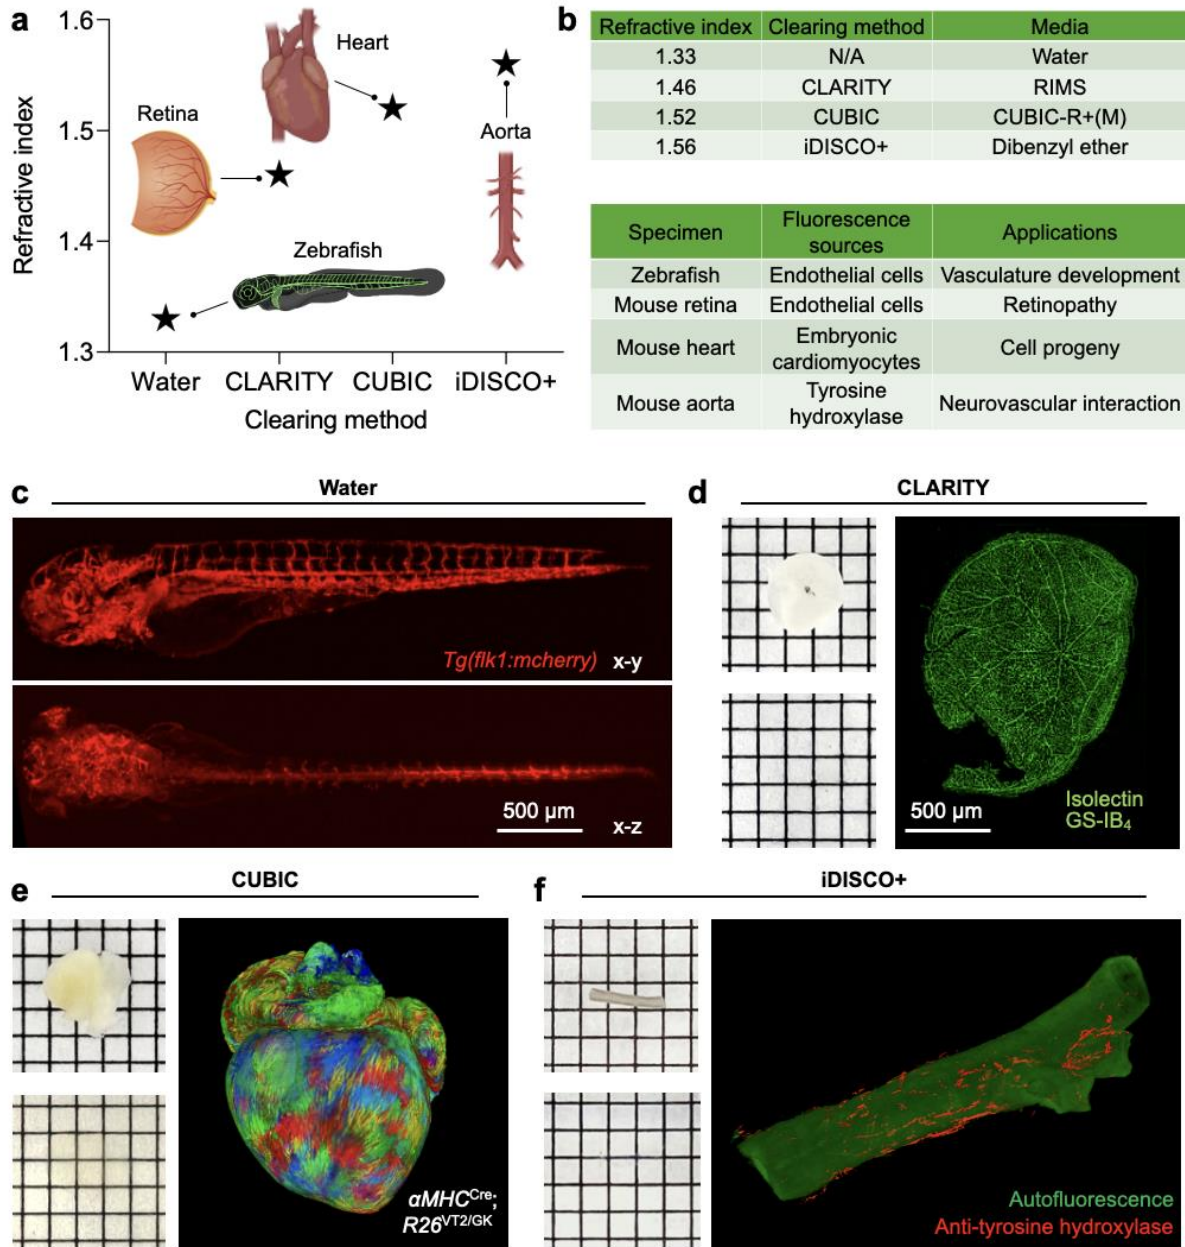 a
1.6
1.5
1.4
1.3
Refractive index
Heart
Retina
Aorta
Zebrafish
Water CLARITY CUBIC iDISCO+
Clearing method
b
Refractive index Clearing method Media
1.33 N/A Water
1.46 CLARITY RIMS
1.52 CUBIC CUBIC-R+(M)
1.56 iDISCO+ Dibenzyl ether
Specimen Fluorescence sources Applications
Zebrafish Endothelial cells Vasculature development
Mouse retina Endothelial cells Retinopathy
Mouse heart Embryonic cardiomyocytes Cell progeny
Mouse aorta Tyrosine hydroxylase Neurovascular interaction
c Water
Tg(flk1:mcherry) x-y
500 µm
x-z
d CLARITY
Isolectin
GS-IB₄
500 µm
e CUBIC
αMHC^Cre;
R26^VT2/GK
f iDISCO+
Autofluorescence
Anti-tyrosine hydroxylase